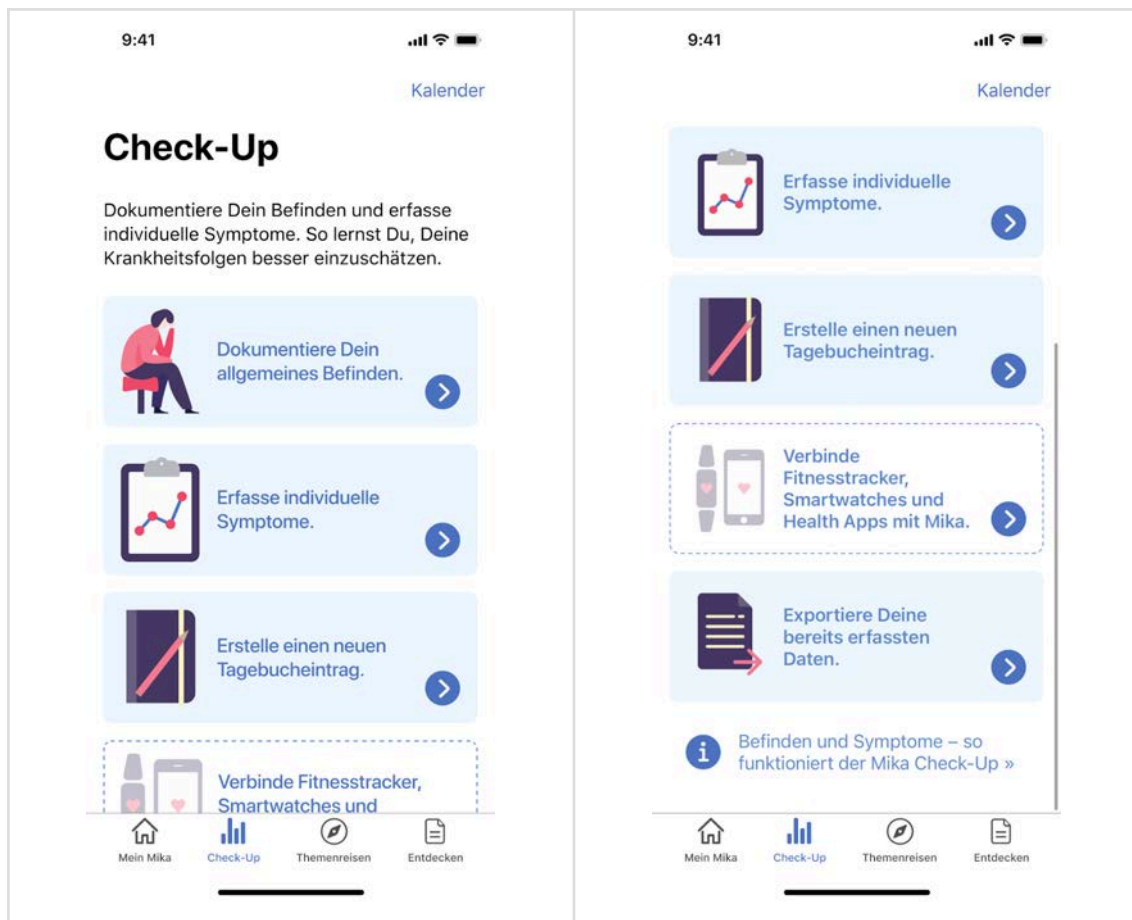 9:41
Kalender
Check-Up
Dokumentiere Dein Befinden und erfasse
individuelle Symptome. So lernst Du, Deine
Krankheitsfolgen besser einzuschätzen.
Dokumentiere Dein
allgemeines Befinden.
Erfasse individuelle
Symptome.
Erstelle einen neuen
Tagebucheintrag.
Verbinde Fitnesstracker,
Smartwatches und
Mein Mika
Check-Up
Themenreisen
Entdecken
9:41
Kalender
Erfasse individuelle
Symptome.
Erstelle einen neuen
Tagebucheintrag.
Verbinde
Fitnesstracker,
Smartwatches und
Health Apps mit Mika.
Exportiere Deine
bereits erfassten
Daten.
Befinden und Symptome – so
funktioniert der Mika Check-Up »
Mein Mika
Check-Up
Themenreisen
Entdecken